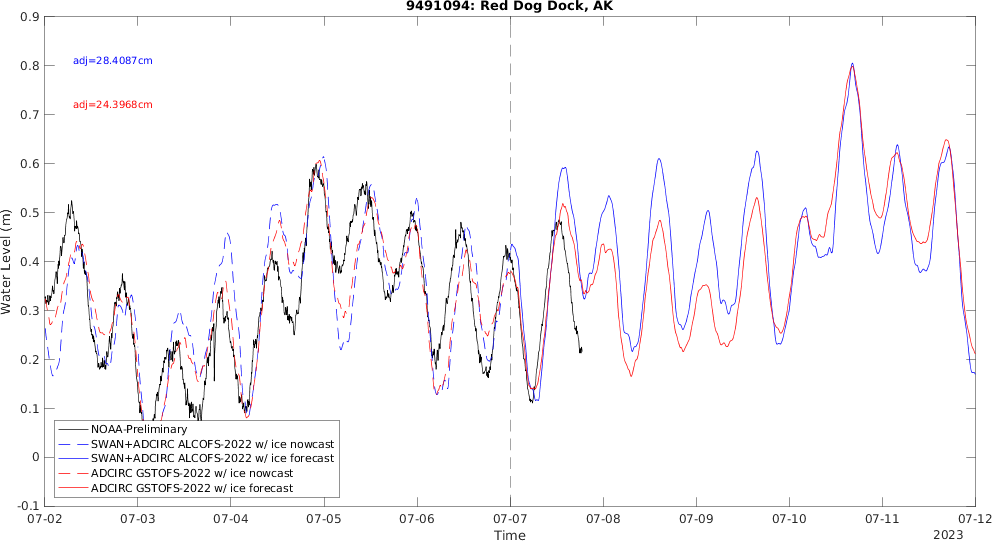 9491094: Red Dog Dock, AK
0.9
0.8
0.7
0.6
0.5
0.4
0.3
0.2
0.1
0
-0.1
Water Level (m)
adj=28.4087cm
adj=24.3968cm
NOAA-Preliminary
SWAN+ADCIRC ALCOFS-2022 w/ ice nowcast
SWAN+ADCIRC ALCOFS-2022 w/ ice forecast
ADCIRC GSTOFS-2022 w/ ice nowcast
ADCIRC GSTOFS-2022 w/ ice forecast
07-02 07-03 07-04 07-05 07-06 07-07 07-08 07-09 07-10 07-11 07-12
Time
2023